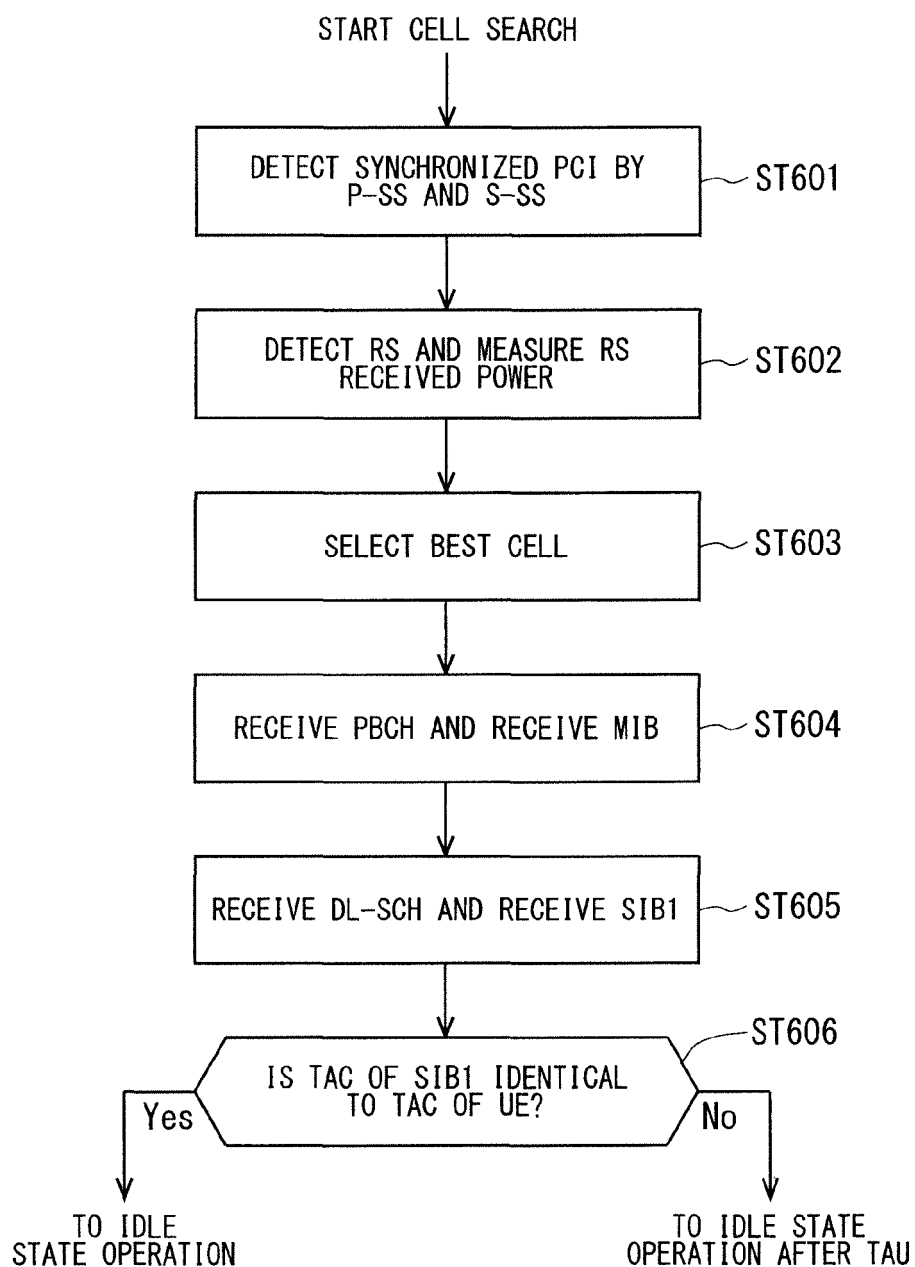 START CELL SEARCH
DETECT SYNCHRONIZED PCI BY
P-SS AND S-SS
ST601
DETECT RS AND MEASURE RS
RECEIVED POWER
ST602
SELECT BEST CELL
ST603
RECEIVE PBCH AND RECEIVE MIB
ST604
RECEIVE DL-SCH AND RECEIVE SIB1
ST605
ST606
IS TAC OF SIB1 IDENTICAL
TO TAC OF UE?
Yes
No
TO IDLE
STATE OPERATION
TO IDLE STATE
OPERATION AFTER TAU